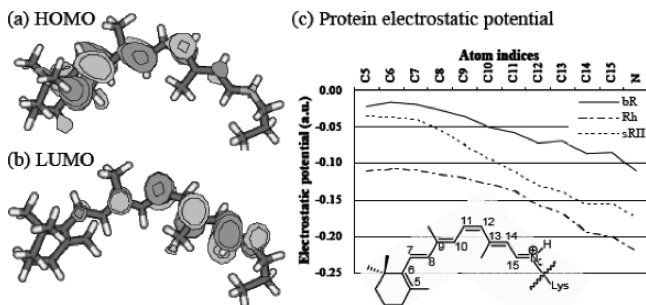 (a) HOMO
(b) LUMO
(c) Protein electrostatic potential
Atom indices
C5 C6 C7 C8 C9 C10 C11 C12 C13 C14 C15 N
Electrostatic potential (a.u.)
0.00
-0.05
-0.10
-0.15
-0.20
-0.25
bR
Rh
sRII
11 12
7 9 13 14 H
8 10 N
6 15
5 Lys